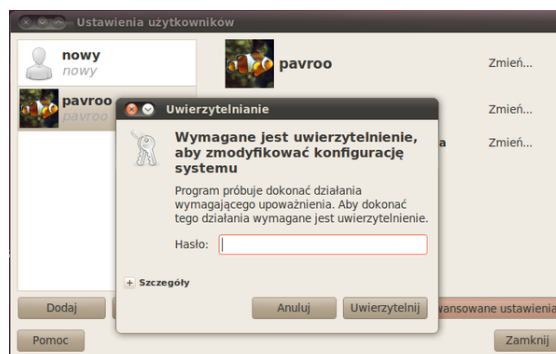 Ustawienia użytkowników
nowy
nowy
pavroo
pavroo
pavroo
Zmień...
Zmień...
a Zmień...
Uwierzytelnianie
Wymagane jest uwierzytelnienie,
aby zmodyfikować konfigurację
systemu
Program próbuje dokonać działania
wymagającego upoważnienia. Aby dokonać
tego działania wymagane jest uwierzytelnienie.
Hasło:
+ Szczegóły
Anuluj Uwierzytelnij
Dodaj
wansowane ustawienia
Pomoc
Zamknij